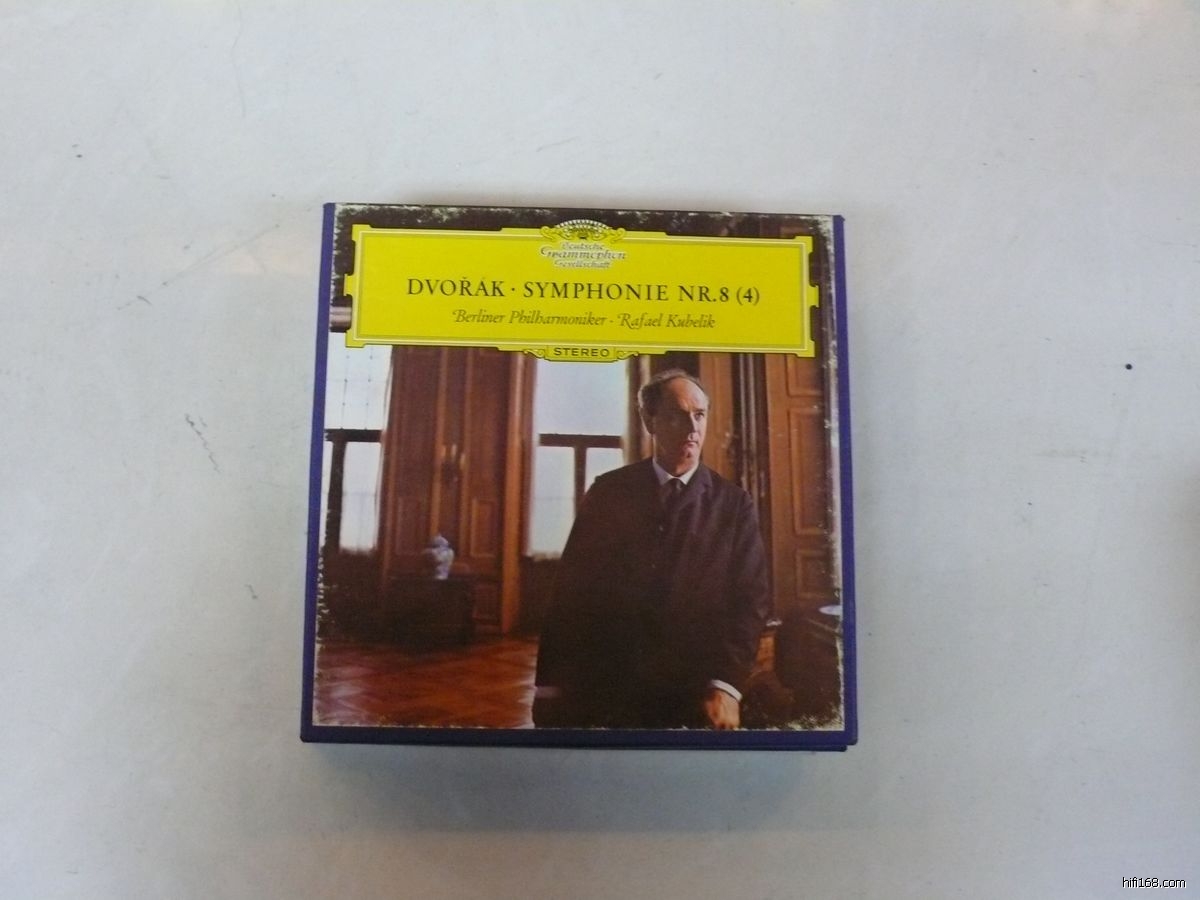 Deutsche
Grammophon
Gesellschaft
DVOŘÁK · SYMPHONIE NR. 8 (4)
Berliner Philharmoniker · Rafael Kubelik
STEREO
hifi168.com